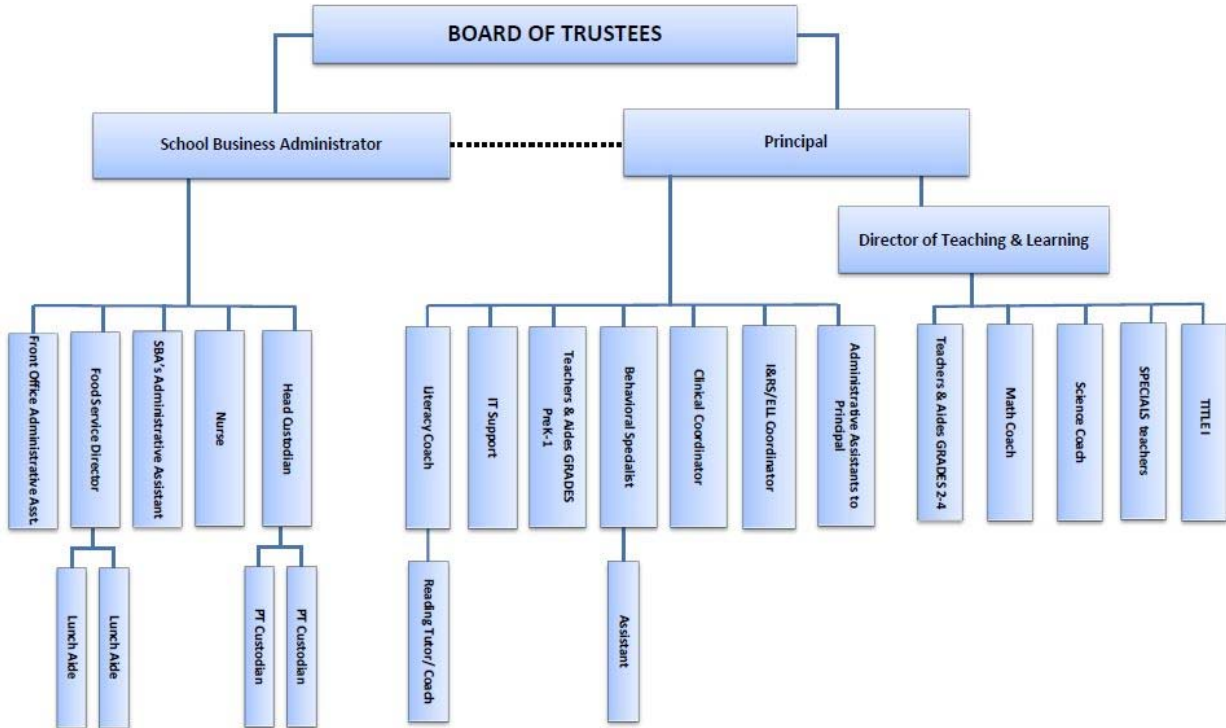 BOARD OF TRUSTEES
School Business Administrator
Principal
Director of Teaching & Learning
Front Office Administrative Asst.
Food Service Director
SBA's Administrative Assistant
Nurse
Head Custodian
Literacy Coach
IT Support
Teachers & Aides GRADES
PreK-1
Behavioral Specialist
Clinical Coordinator
I&RS/ELL Coordinator
Administrative Assistants to
Principal
Teachers & Aides GRADES 2-4
Math Coach
Science Coach
SPECIALS teachers
TITLE I
Lunch Aide
Lunch Aide
PT Custodian
PT Custodian
Reading Tutor/ Coach
Assistant